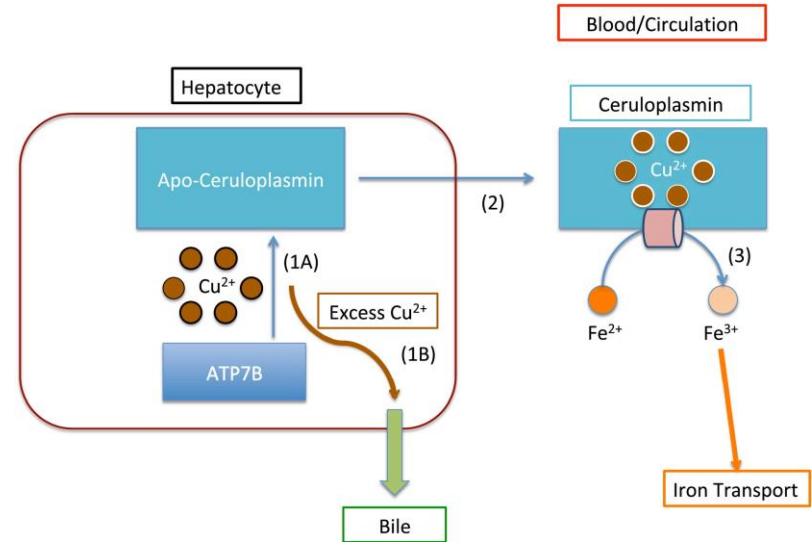 Blood/Circulation
Hepatocyte
Ceruloplasmin
Apo-Ceruloplasmin
Cu²⁺
(2)
(1A)
Cu²⁺
(3)
Excess Cu²⁺
Fe²⁺
Fe³⁺
(1B)
ATP7B
Iron Transport
Bile